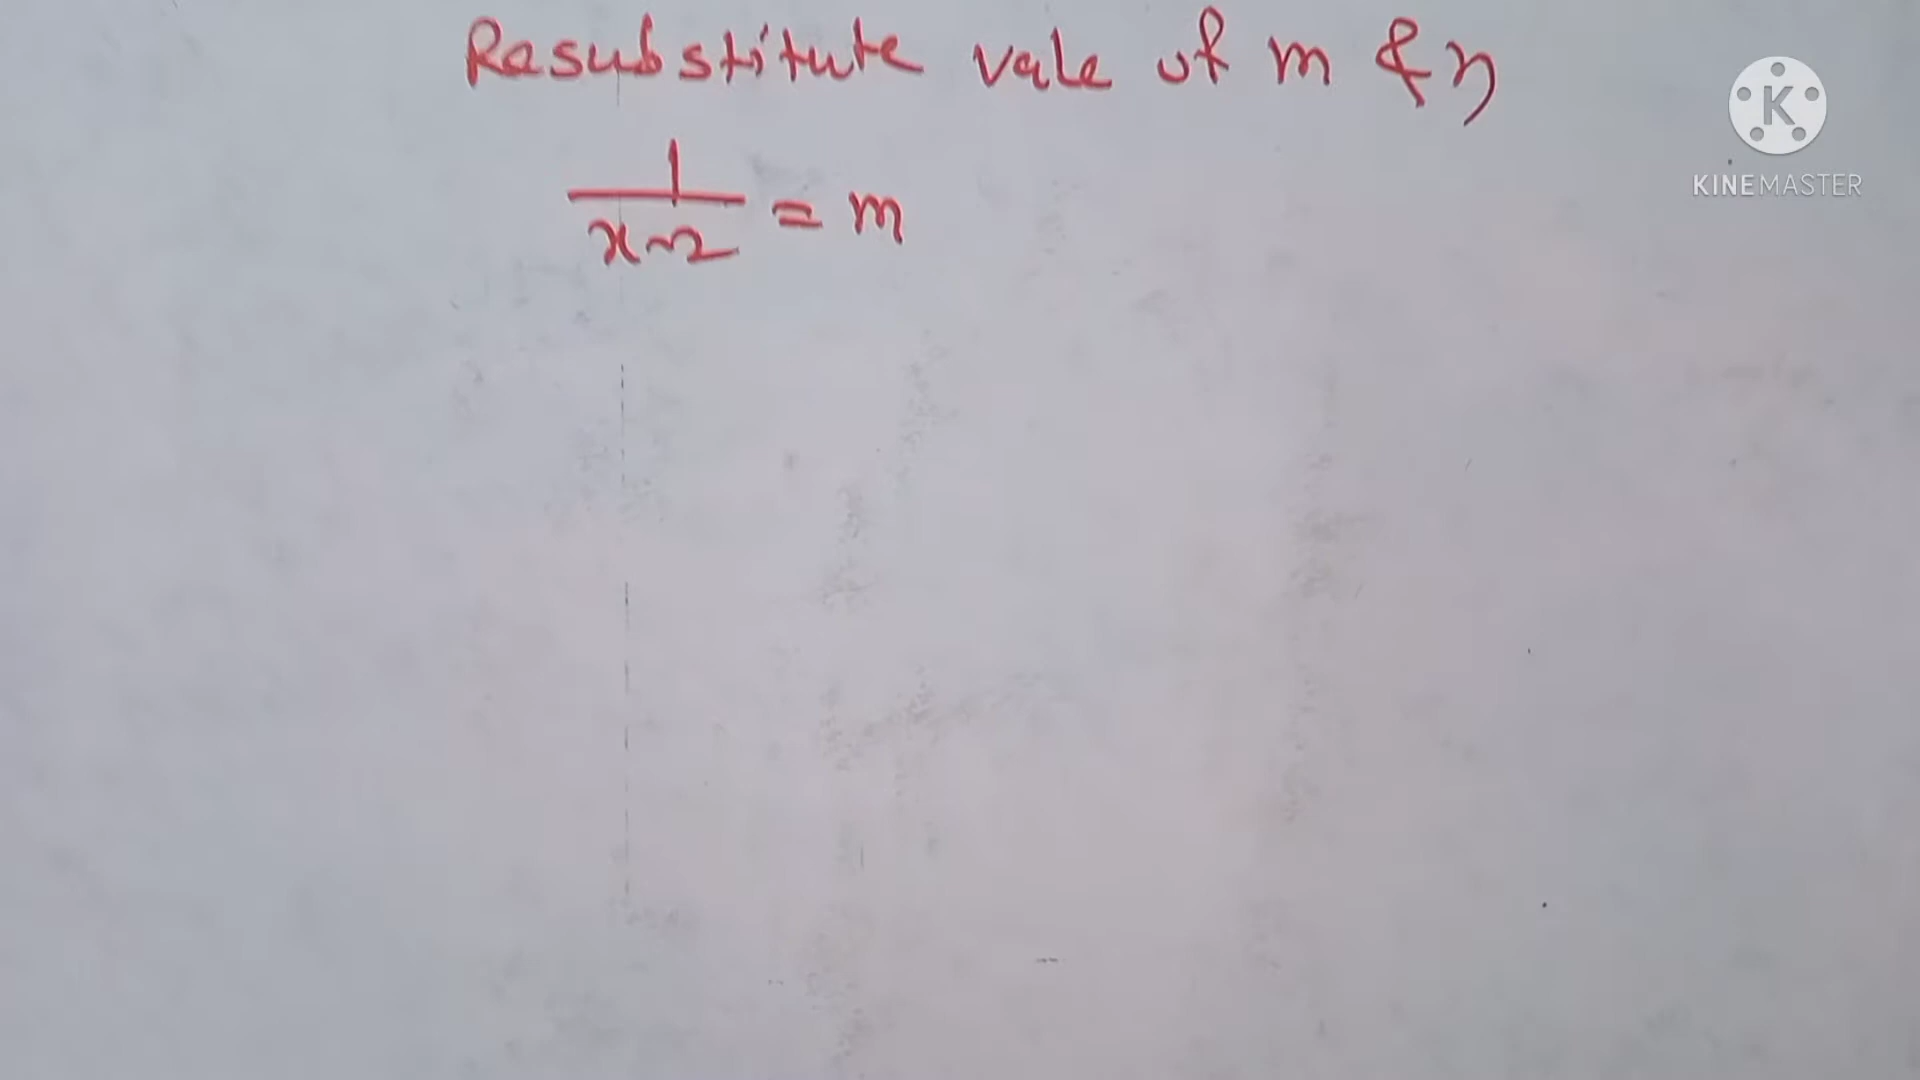 Resubstitute vale of m & n
1/x-2 = m
K
KINEMASTER